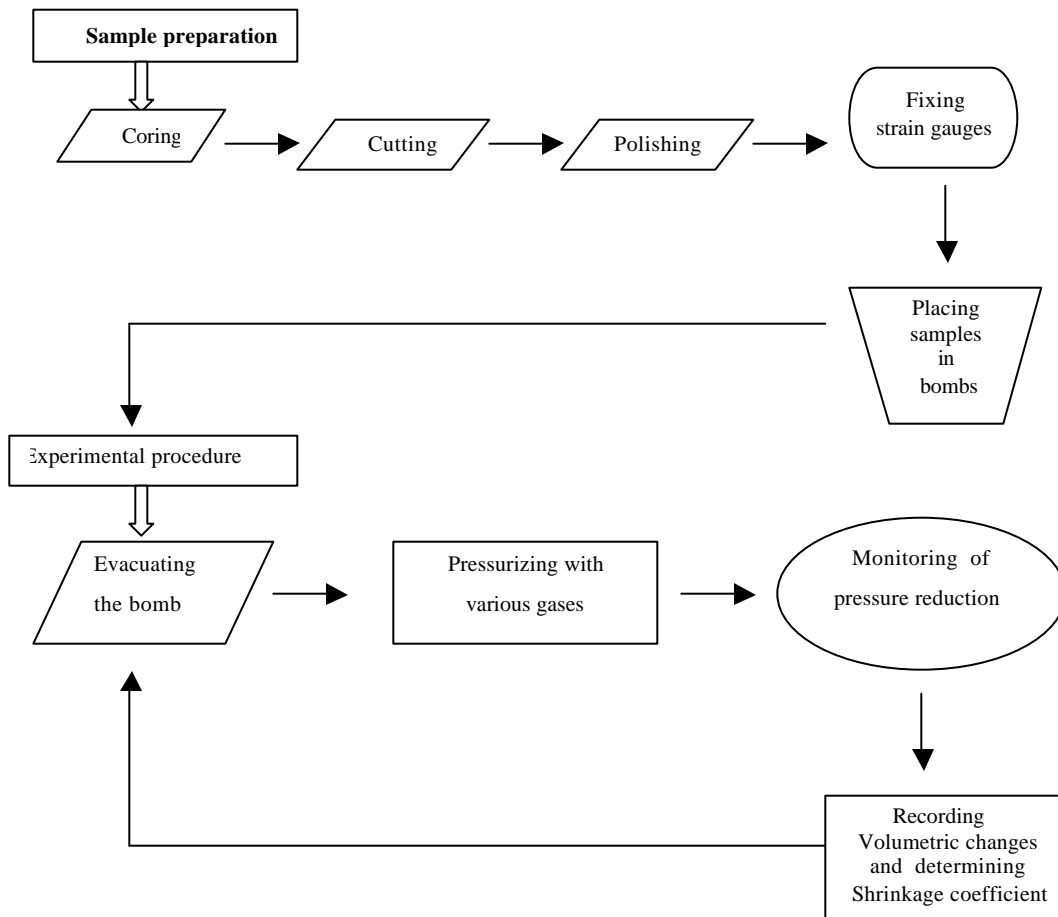 Sample preparation
Coring
Cutting
Polishing
Fixing
strain gauges
Placing
samples
in
bombs
Experimental procedure
Evacuating
the bomb
Pressurizing with
various gases
Monitoring of
pressure reduction
Recording
Volumetric changes
and determining
Shrinkage coefficient